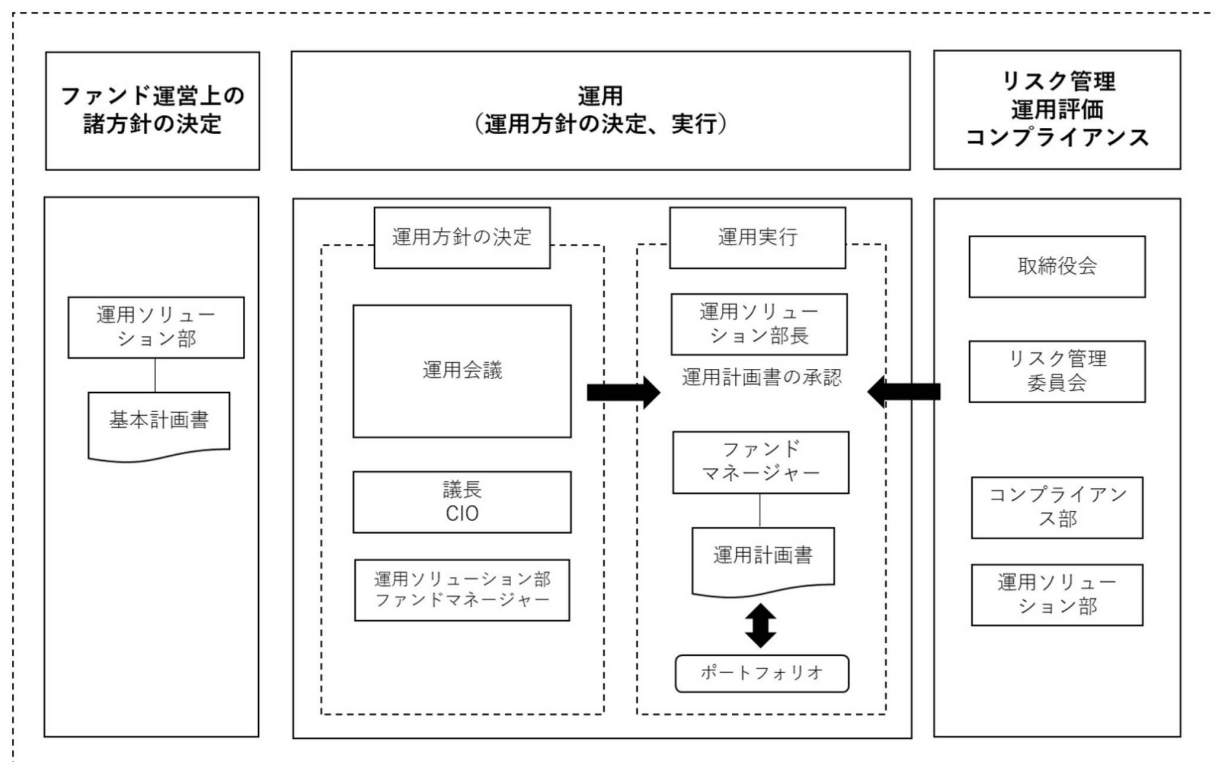 ファンド運営上の
諸方針の決定
運用
（運用方針の決定、実行）
リスク管理
運用評価
コンプライアンス
運用ソリュー
ション部
基本計画書
運用方針の決定
運用会議
議長
CIO
運用ソリューション部
ファンドマネージャー
運用実行
運用ソリュー
ション部長
運用計画書の承認
ファンド
マネージャー
運用計画書
ポートフォリオ
取締役会
リスク管理
委員会
コンプライアン
ス部
運用ソリュー
ション部